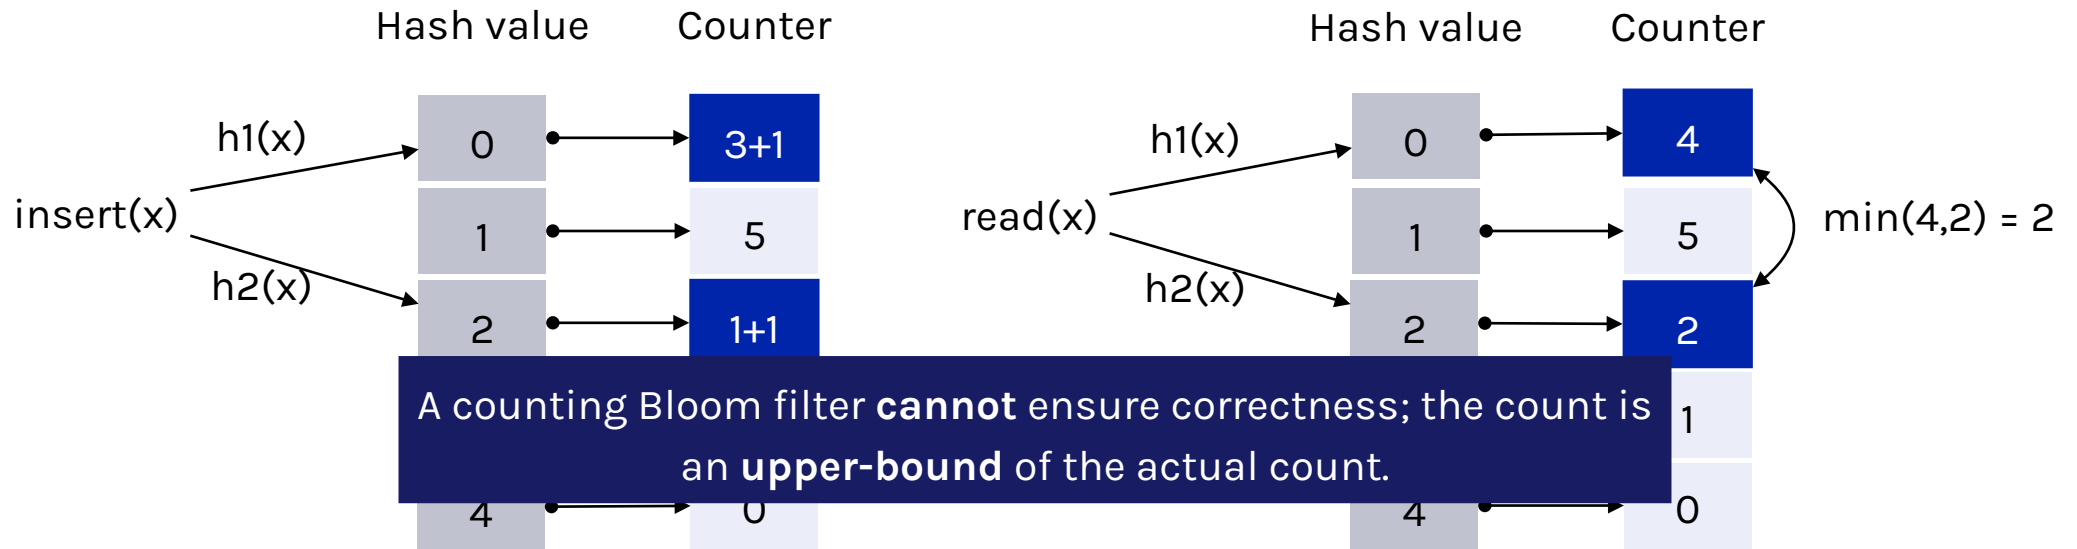 Hash value Counter
h1(x) 0 3+1
insert(x) 1 5
h2(x) 2 1+1
4 0
Hash value Counter
h1(x) 0 4
read(x) 1 5 min(4,2) = 2
h2(x) 2 2
1
4 0
A counting Bloom filter cannot ensure correctness; the count is
an upper-bound of the actual count.